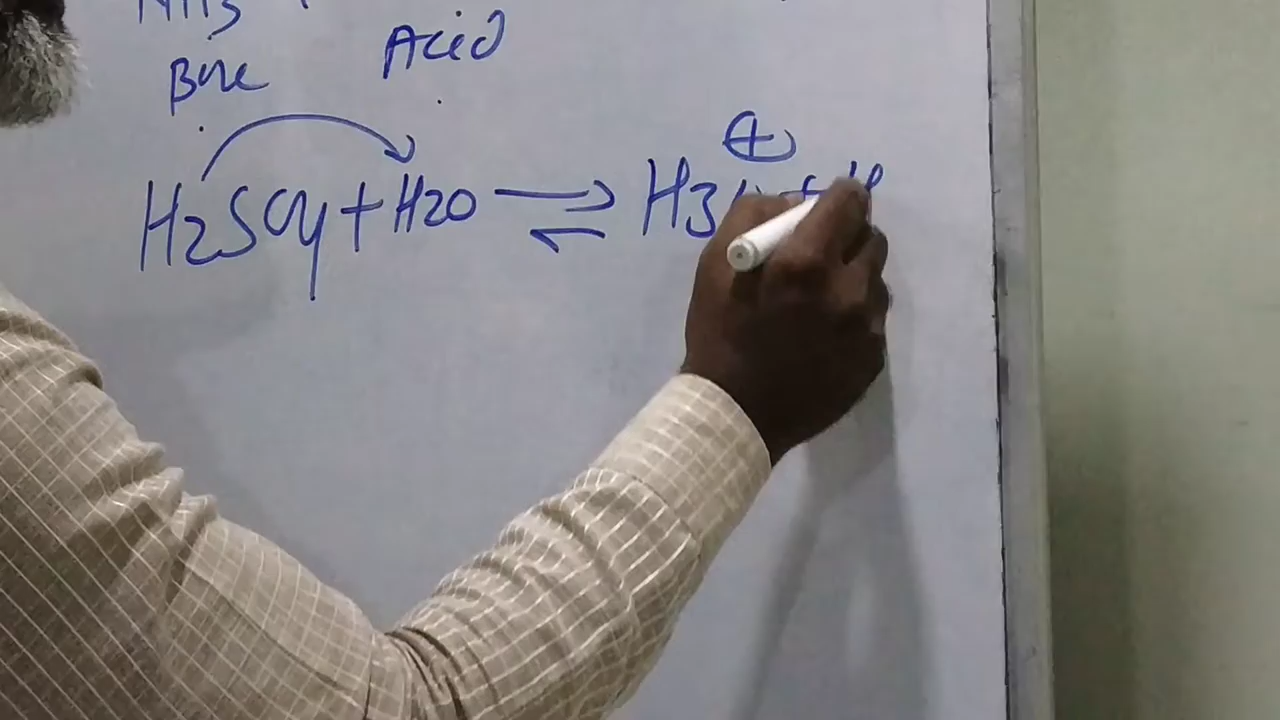 NH3
Base Acid
⊕
H2SO4 + H2O ⇌ H3O + H